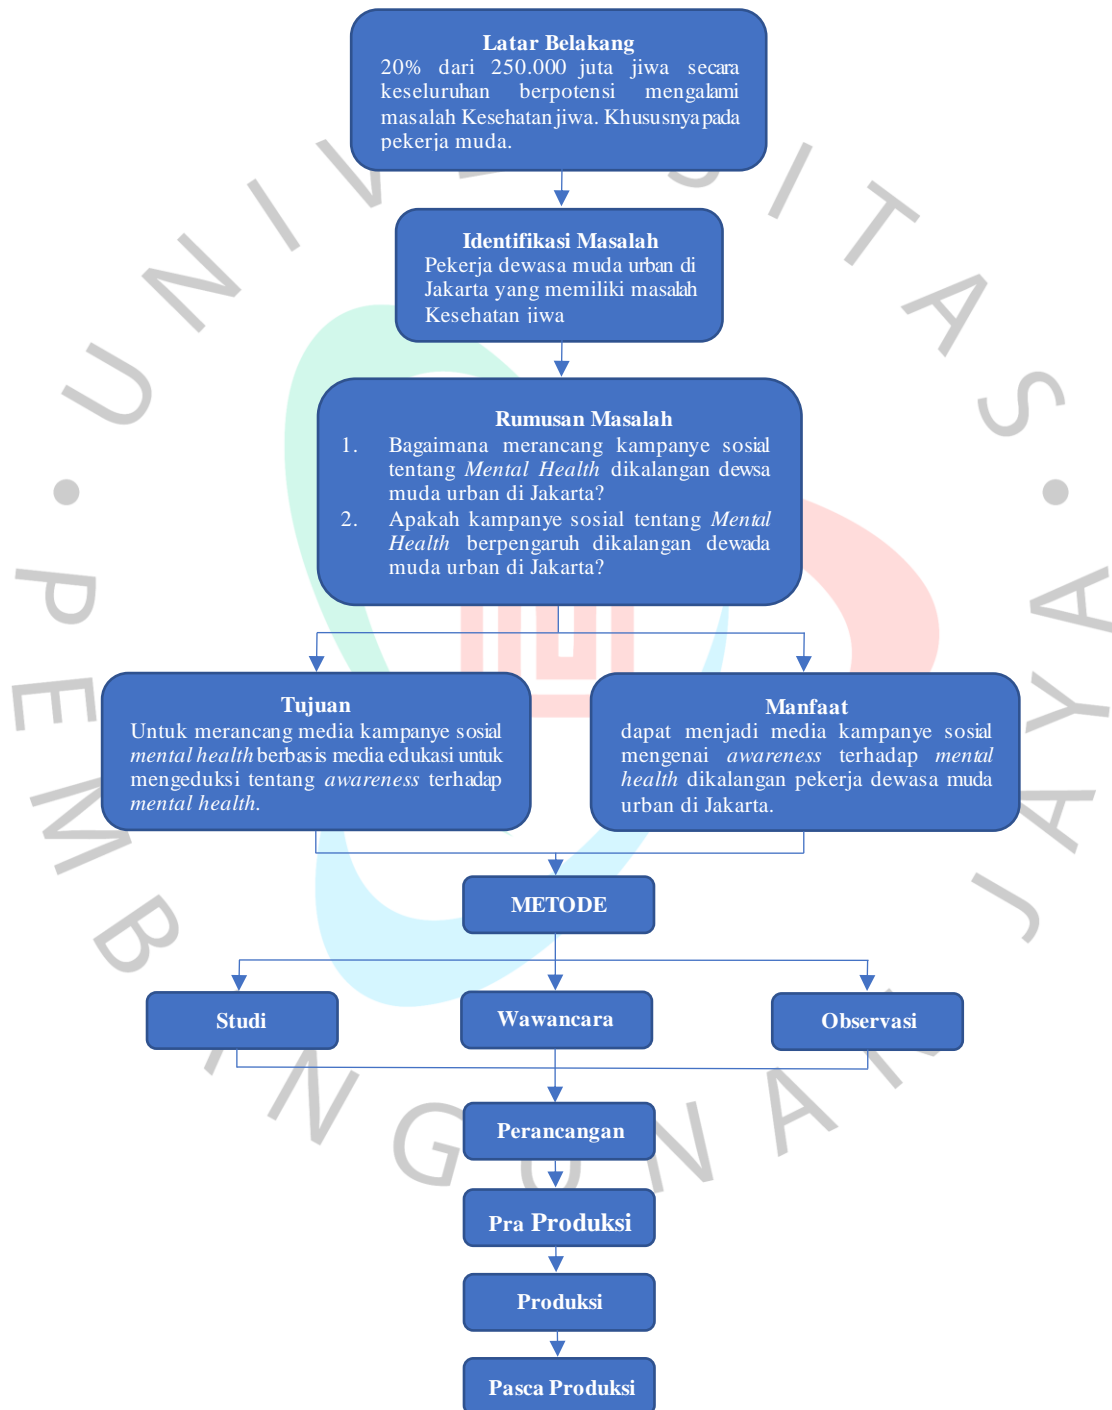 Latar Belakang
20% dari 250.000 juta jiwa secara
keseluruhan berpotensi mengalami
masalah Kesehatan jiwa. Khususnya pada
pekerja muda.
Identifikasi Masalah
Pekerja dewasa muda urban di
Jakarta yang memiliki masalah
Kesehatan jiwa
Rumusan Masalah
1. Bagaimana merancang kampanye sosial
tentang Mental Health dikalangan dewsa
muda urban di Jakarta?
2. Apakah kampanye sosial tentang Mental
Health berpengaruh dikalangan dewada
muda urban di Jakarta?
Tujuan
Untuk merancang media kampanye sosial
mental health berbasis media edukasi untuk
mengeduksi tentang awareness terhadap
mental health.
Manfaat
dapat menjadi media kampanye sosial
mengenai awareness terhadap mental
health dikalangan pekerja dewasa muda
urban di Jakarta.
METODE
Studi
Wawancara
Observasi
Perancangan
Pra Produksi
Produksi
Pasca Produksi